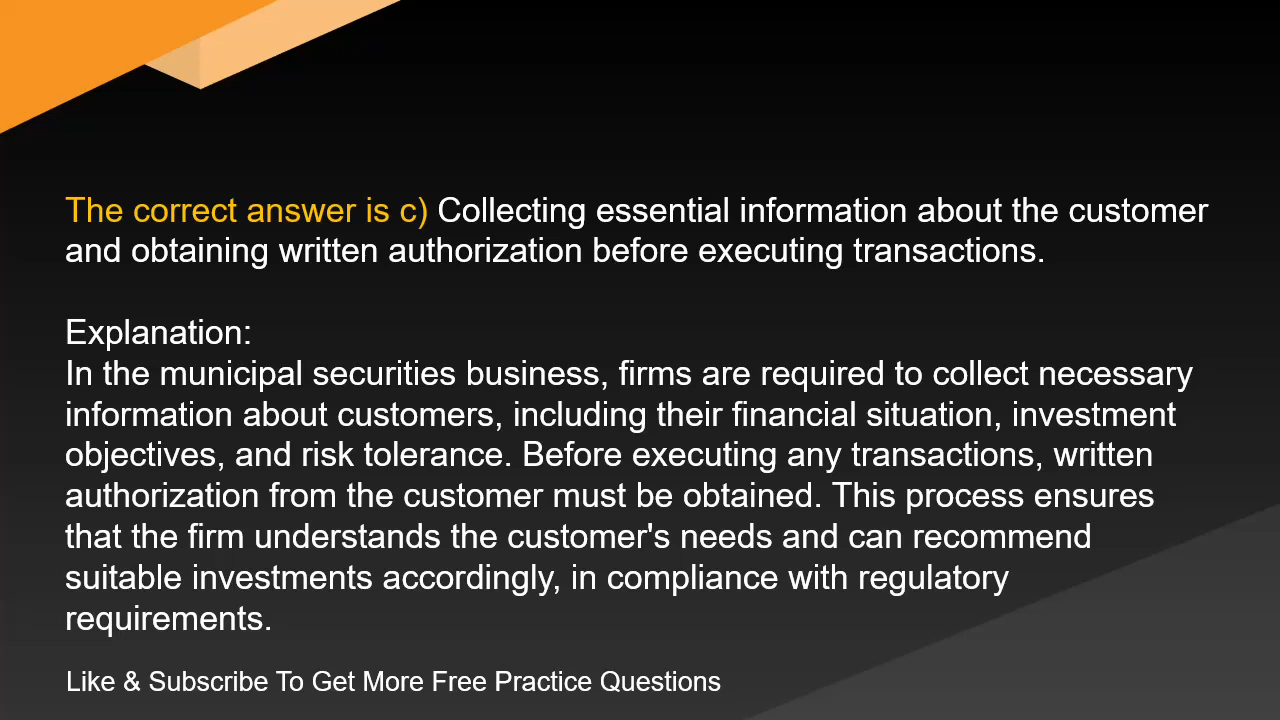 The correct answer is c) Collecting essential information about the customer
and obtaining written authorization before executing transactions.
Explanation:
In the municipal securities business, firms are required to collect necessary
information about customers, including their financial situation, investment
objectives, and risk tolerance. Before executing any transactions, written
authorization from the customer must be obtained. This process ensures
that the firm understands the customer's needs and can recommend
suitable investments accordingly, in compliance with regulatory
requirements.
Like & Subscribe To Get More Free Practice Questions